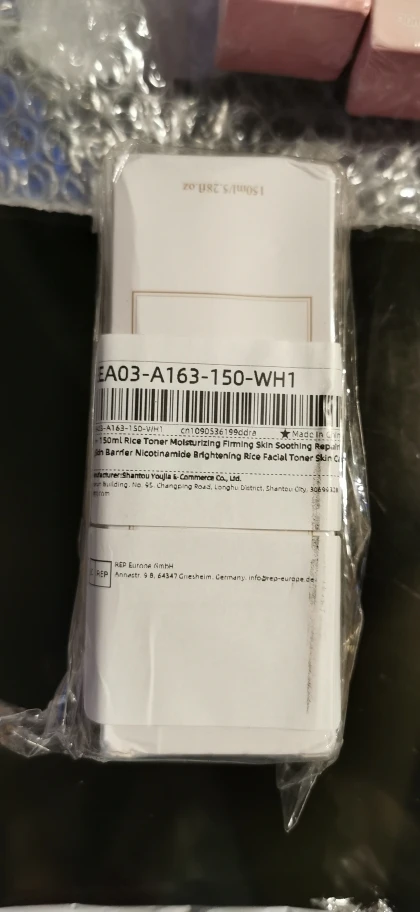 150ml/5.28fl.oz
EA03-A163-150-WH1
A03-A163-150-WH1 cn1090536199ddra ★Made in
150ml Rice Toner Moisturizing Firming Skin Soothing Repair
Skin Barrier Nicotinamide Brightening Rice Facial Toner Skin
Manufacturer:Shantou Youjia E-Commerce Co., Ltd.
Building, No. 95, Changping Road, Longhu District, Shantou City,
REP
REP Europe GmbH
64347 Griesheim, Germany, info@rep-europe.de